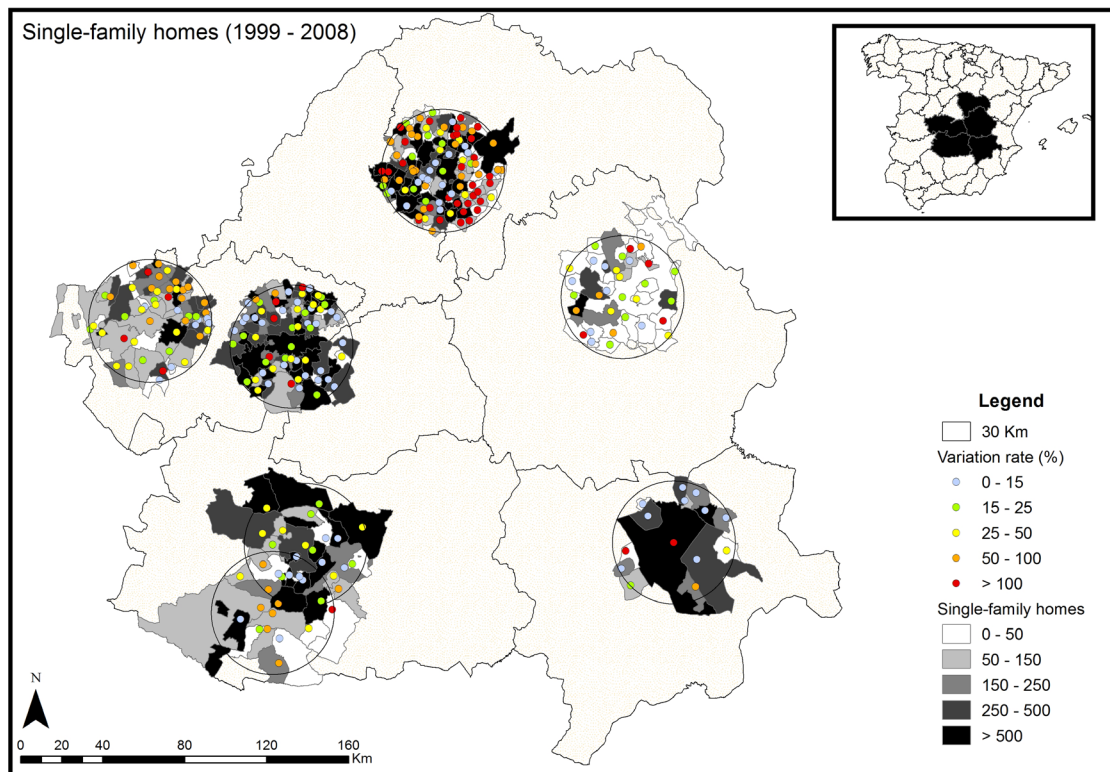 Single-family homes (1999 - 2008)
Legend
30 Km
Variation rate (%)
0 - 15
15 - 25
25 - 50
50 - 100
> 100
Single-family homes
0 - 50
50 - 150
150 - 250
250 - 500
> 500
N
0 20 40 80 120 160
Km